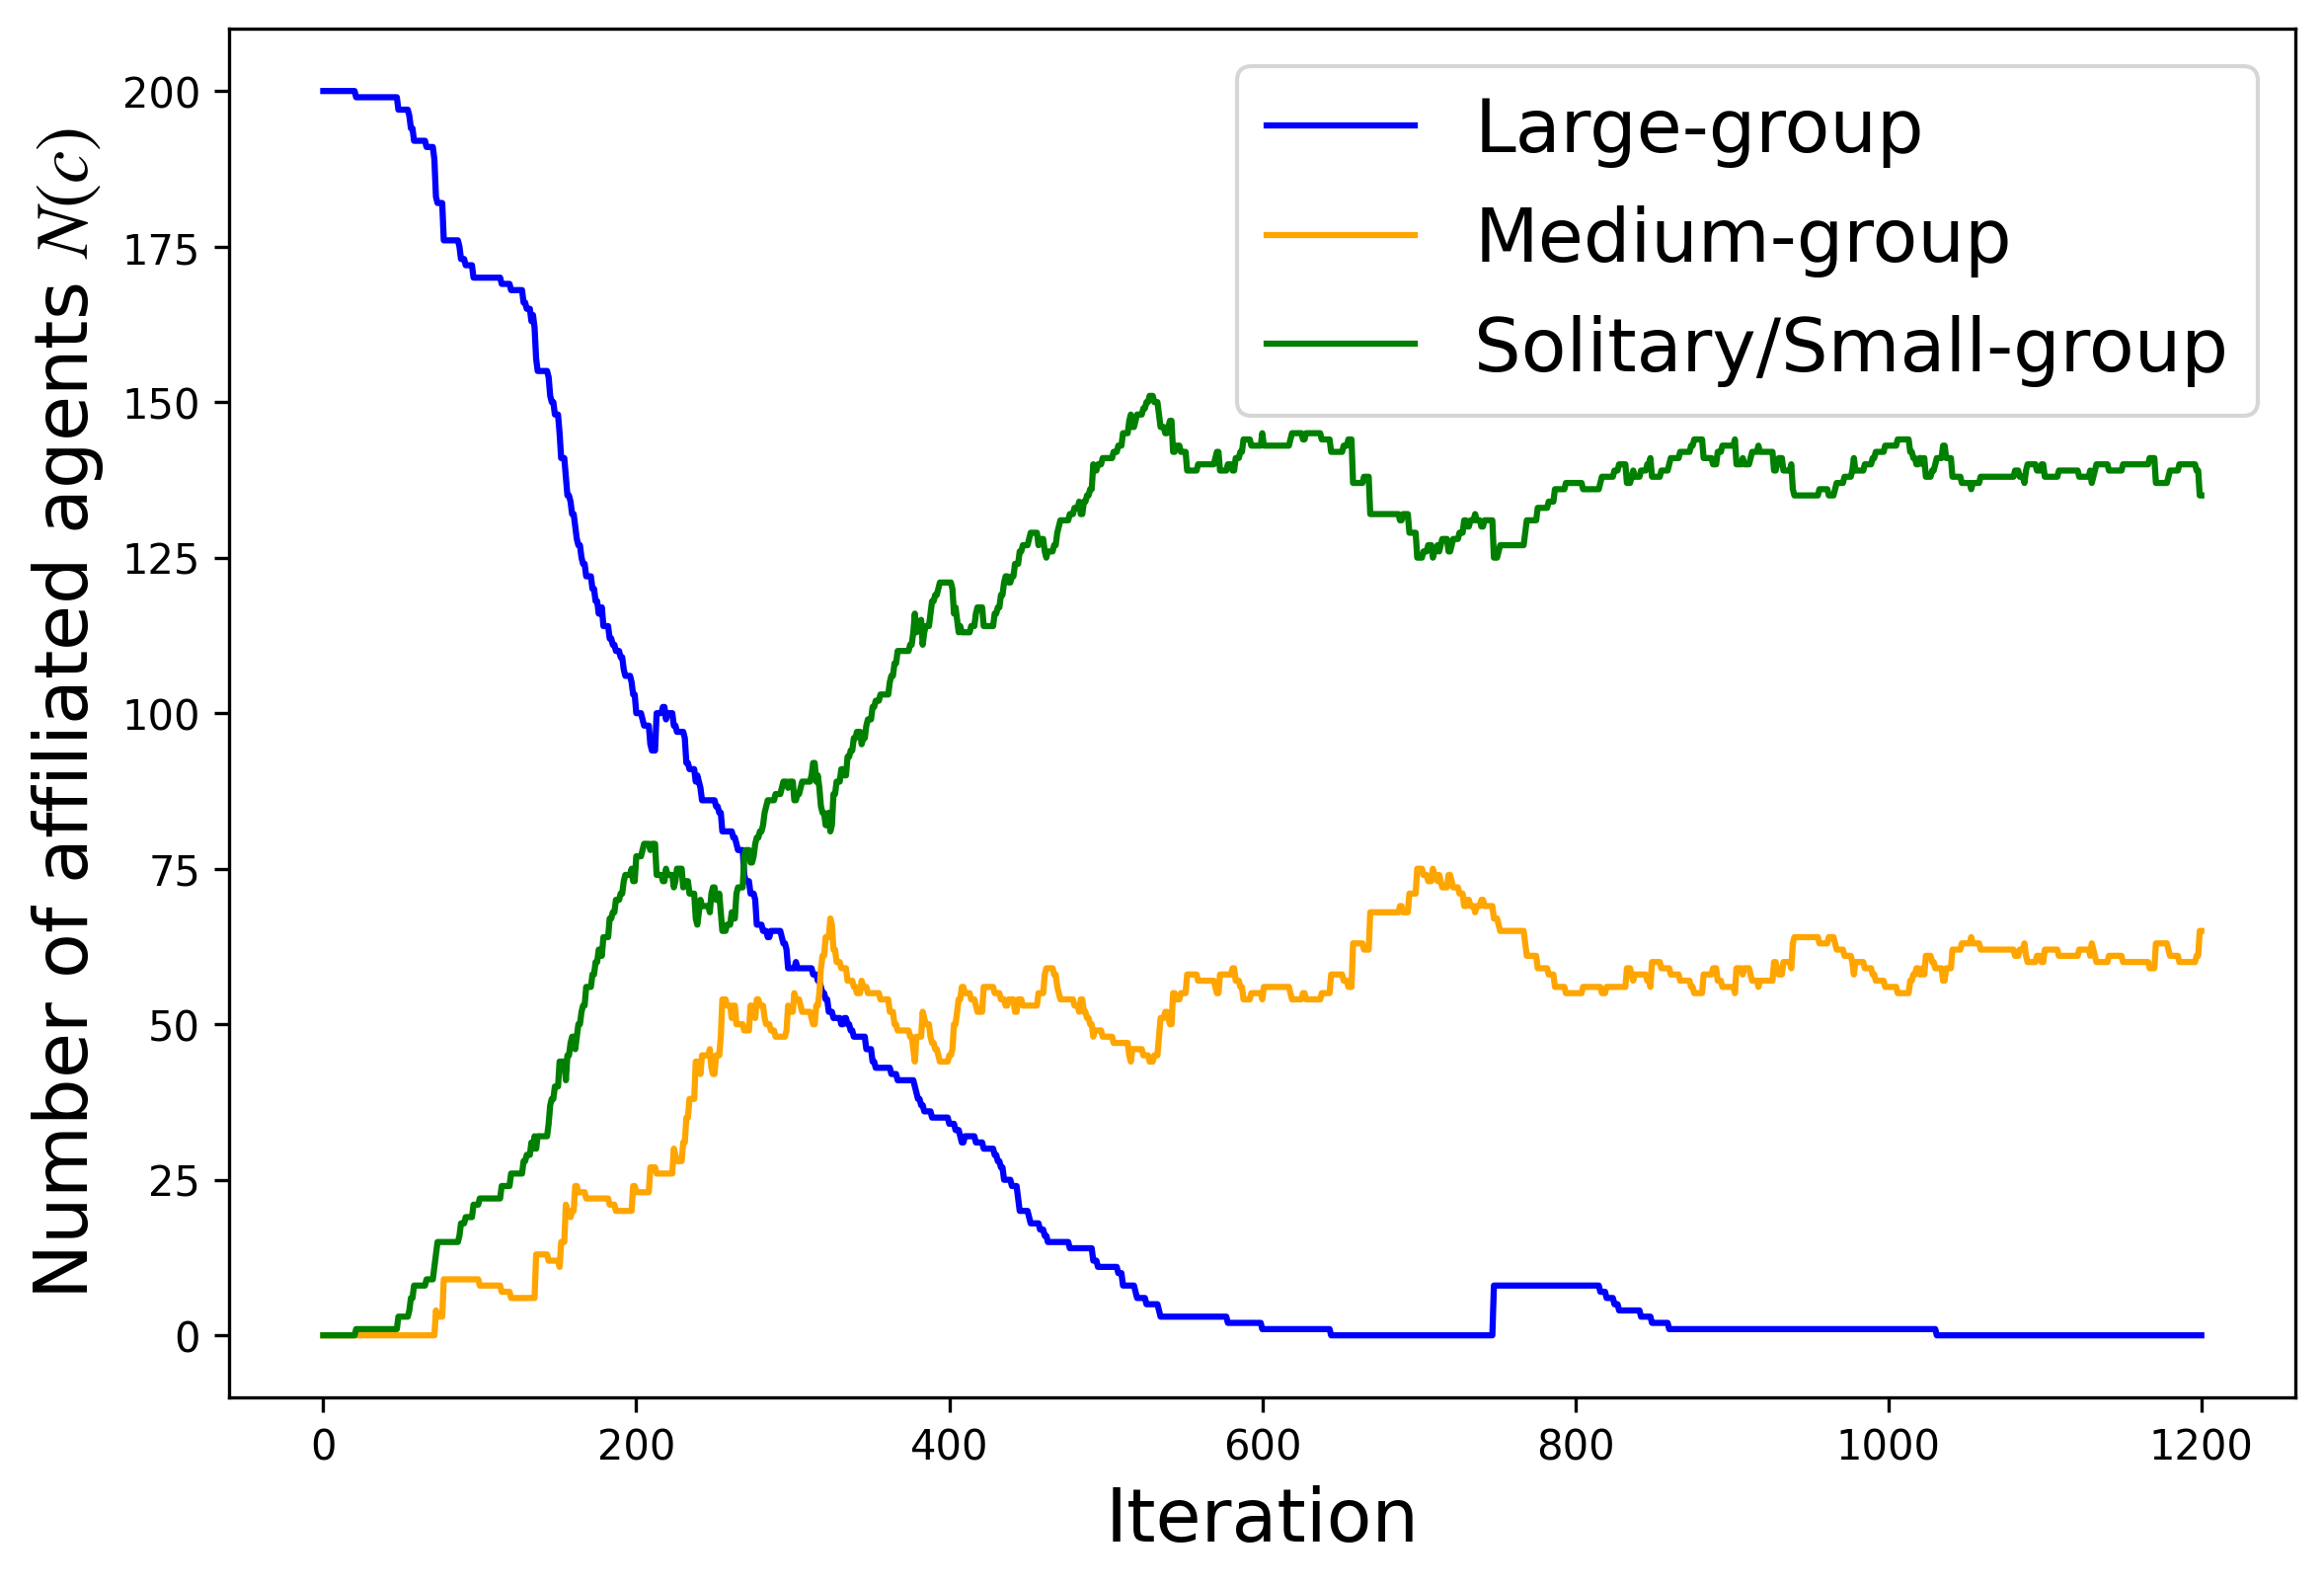 Number of affiliated agents N(c)
200
175
150
125
100
75
50
25
0
Large-group
Medium-group
Solitary/Small-group
0 200 400 600 800 1000 1200
Iteration